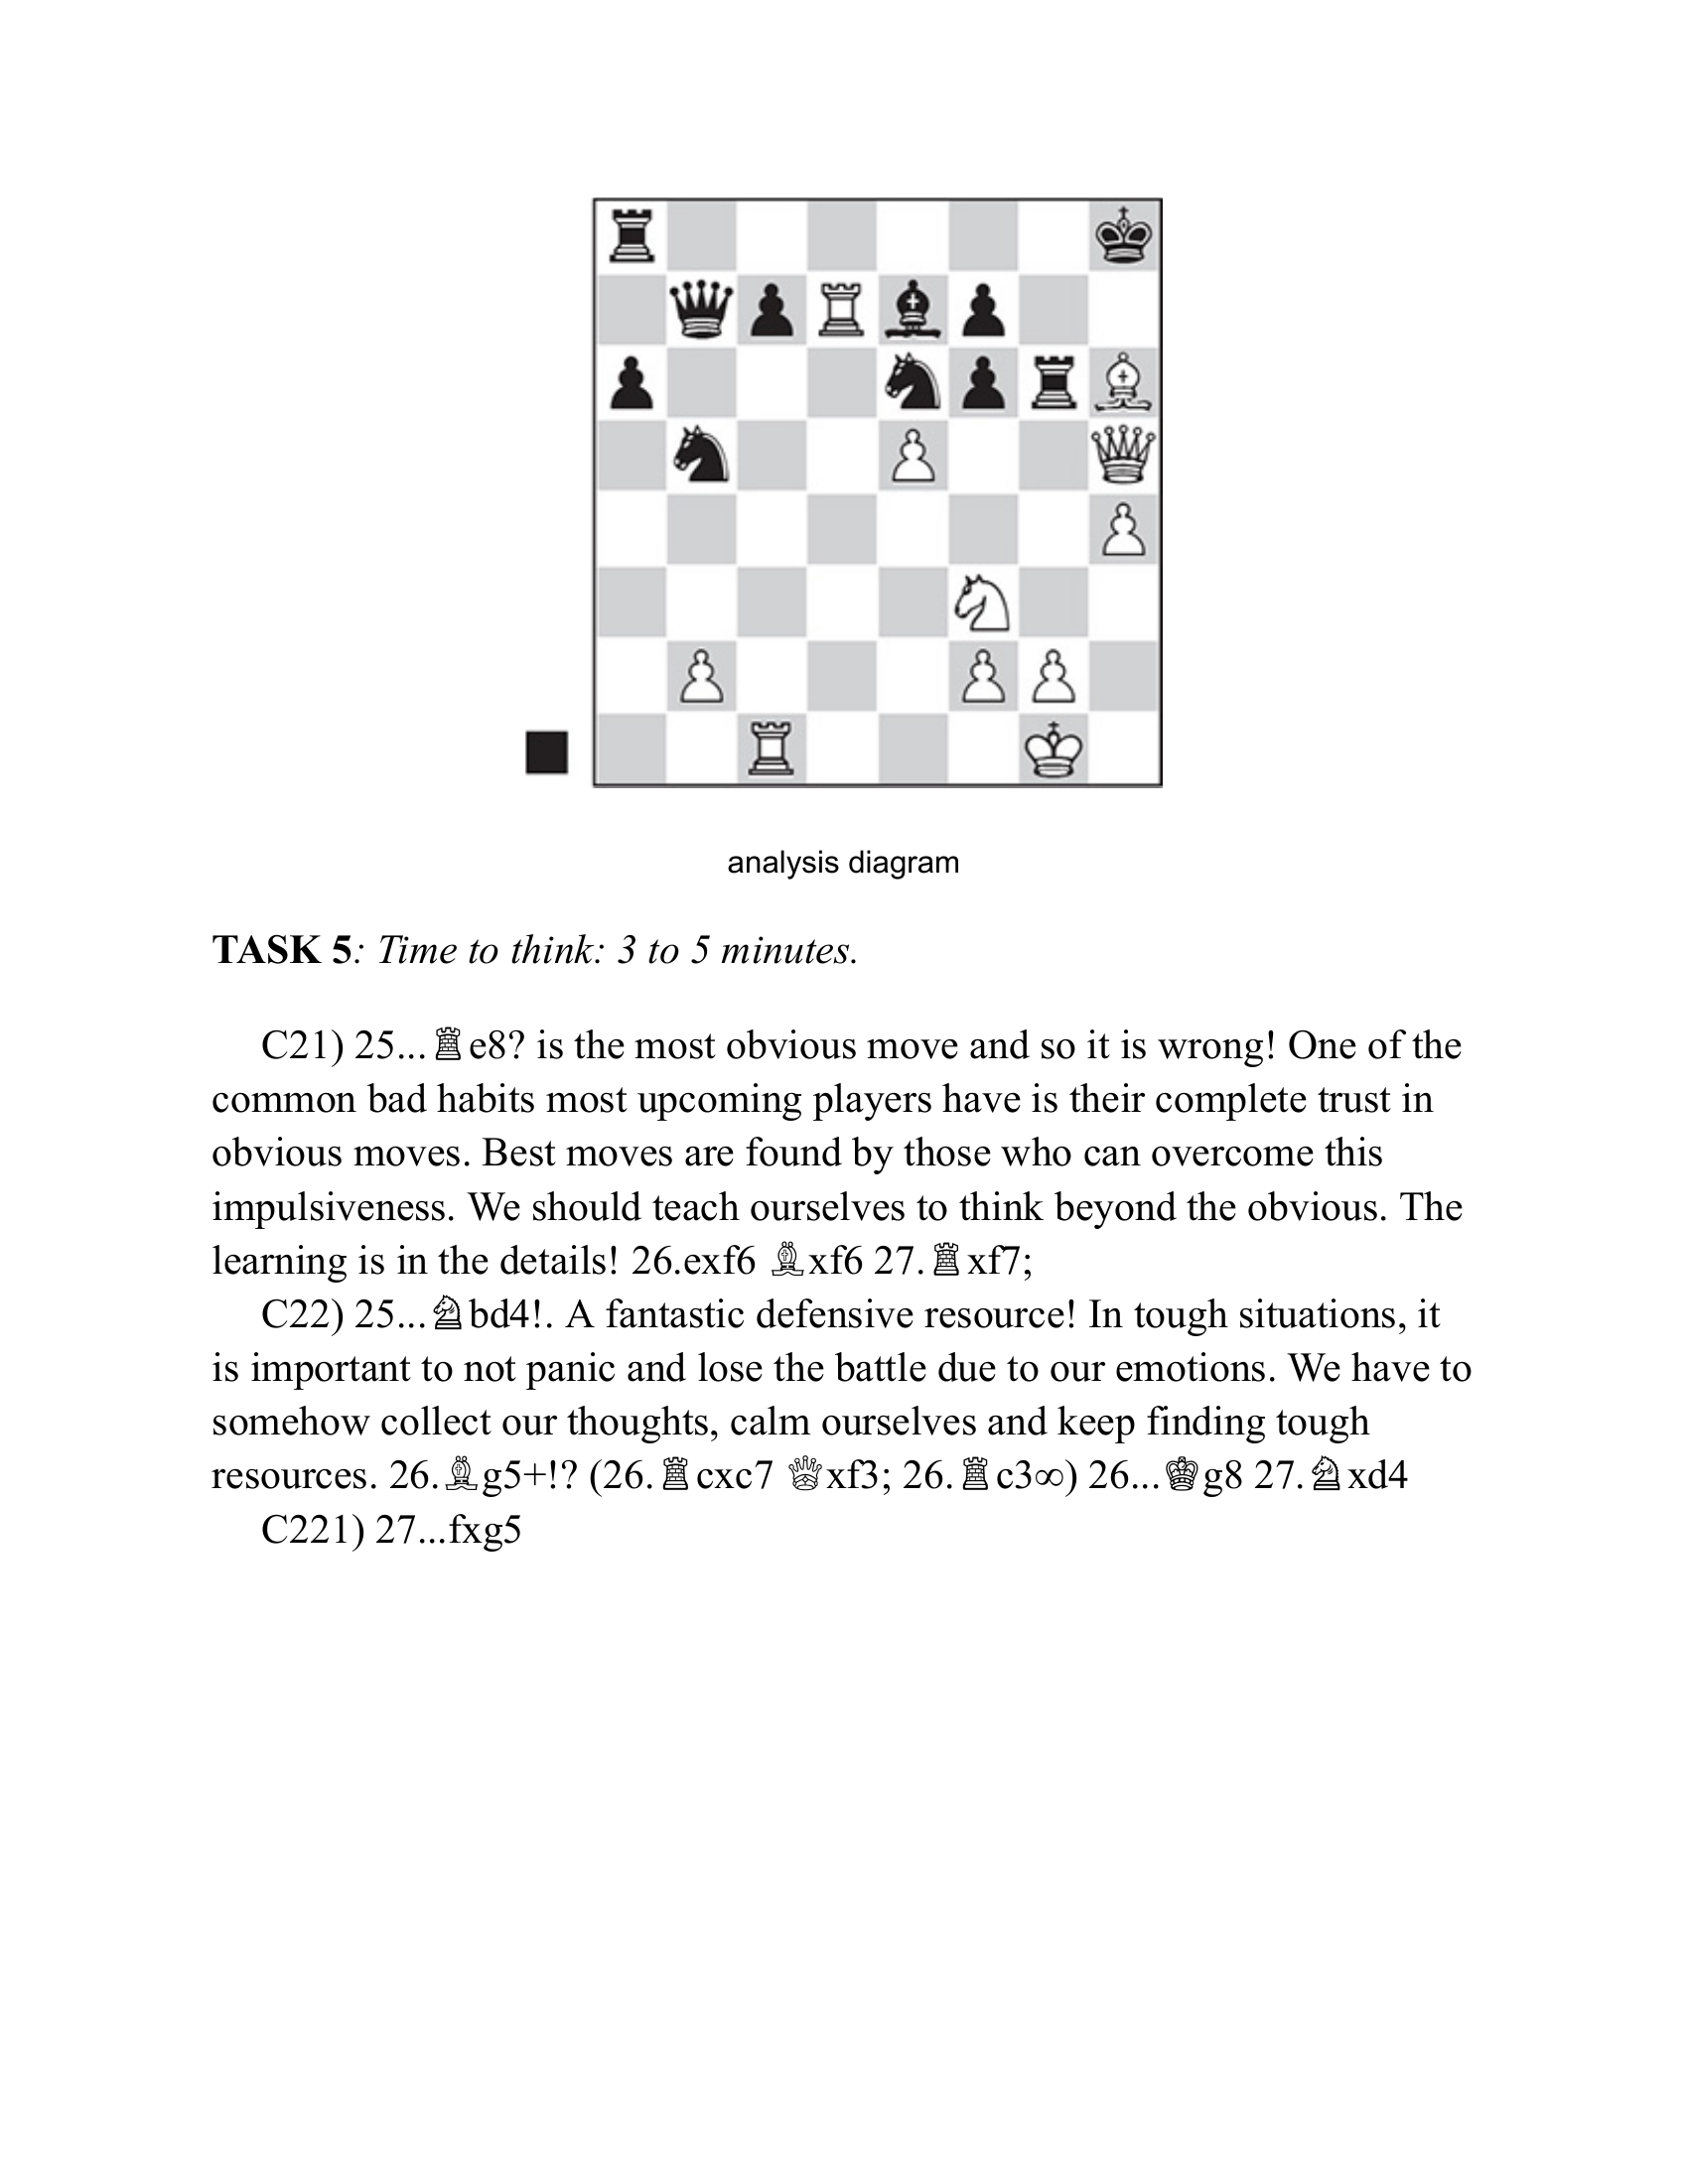 analysis diagram
TASK 5: Time to think: 3 to 5 minutes.
C21) 25...♖e8? is the most obvious move and so it is wrong! One of the
common bad habits most upcoming players have is their complete trust in
obvious moves. Best moves are found by those who can overcome this
impulsiveness. We should teach ourselves to think beyond the obvious. The
learning is in the details! 26.exf6 ♗xf6 27.♖xf7;
C22) 25...♘bd4!. A fantastic defensive resource! In tough situations, it
is important to not panic and lose the battle due to our emotions. We have to
somehow collect our thoughts, calm ourselves and keep finding tough
resources. 26.♗g5+!? (26.♖cxc7 ♕xf3; 26.♖c3∞) 26...♔g8 27.♘xd4
C221) 27...fxg5